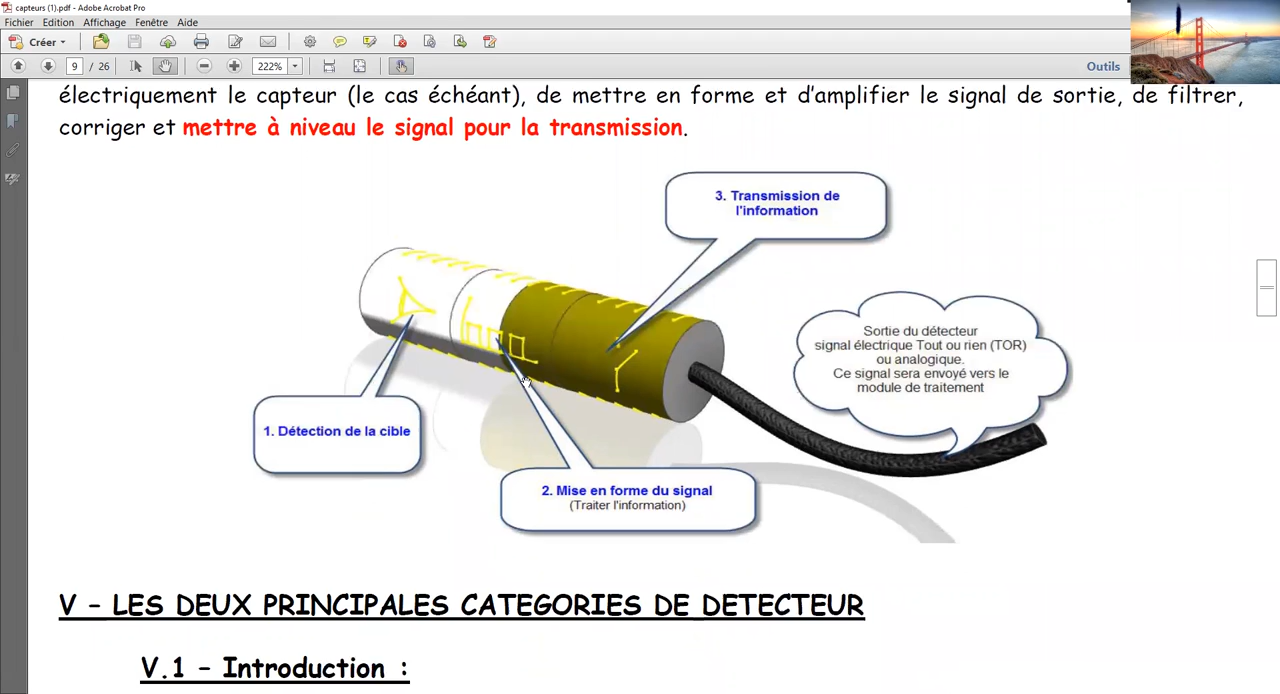 capteurs (1).pdf - Adobe Acrobat Pro
Fichier Edition Affichage Fenêtre Aide
Créer
9 / 26 222% Outils
électriquement le capteur (le cas échéant), de mettre en forme et d'amplifier le signal de sortie, de filtrer,
corriger et mettre à niveau le signal pour la transmission.
3. Transmission de
l'information
Sortie du détecteur
signal électrique Tout ou rien (TOR)
ou analogique.
Ce signal sera envoyé vers le
module de traitement
1. Détection de la cible
2. Mise en forme du signal
(Traiter l'information)
V – LES DEUX PRINCIPALES CATEGORIES DE DETECTEUR
V.1 – Introduction :